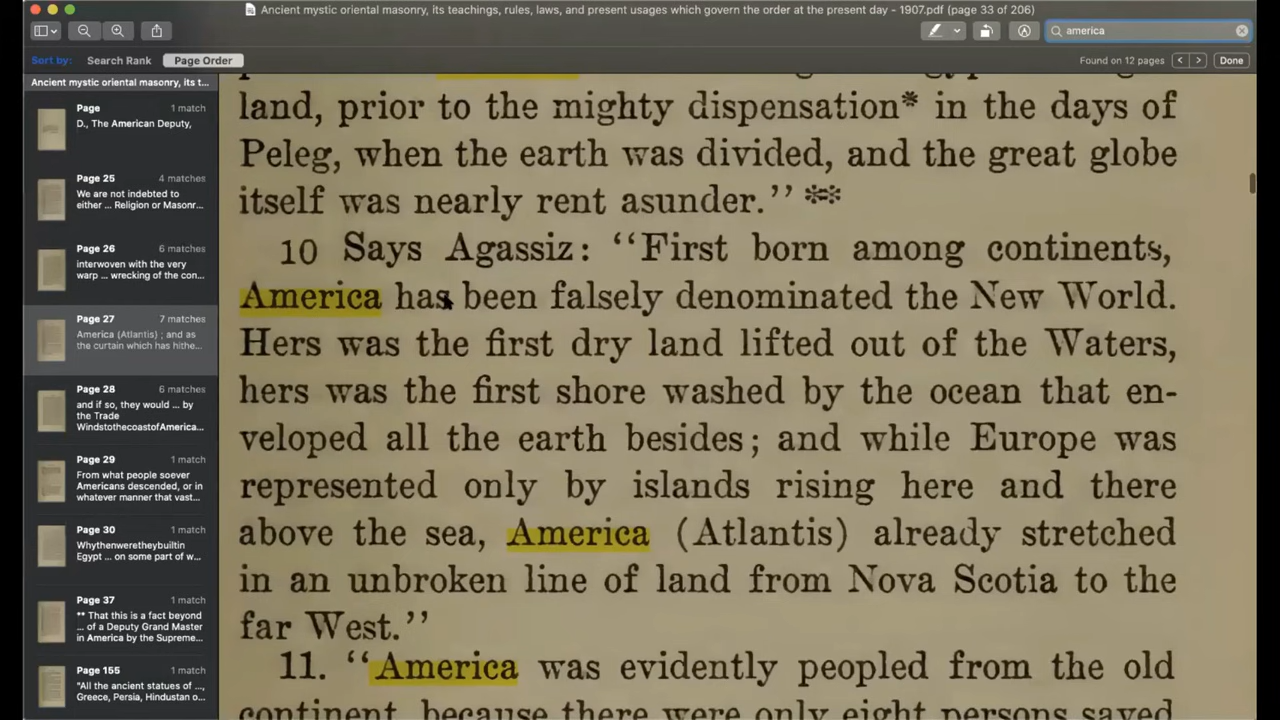 Ancient mystic oriental masonry, its teachings, rules, laws, and present usages which govern the order at the present day - 1907.pdf (page 33 of 206)
america
Sort by: Search Rank Page Order
Found on 12 pages < > Done
Ancient mystic oriental masonry, its t...
Page 1 match
D., The American Deputy,
Page 25 4 matches
We are not indebted to
either ... Religion or Masonr...
Page 26 6 matches
interwoven with the very
warp ... wrecking of the con...
Page 27 7 matches
America (Atlantis) ; and as
the curtain which has hithe...
Page 28 6 matches
and if so, they would ... by
the Trade
WindstothecoastofAmerica...
Page 29 1 match
From what people soever
Americans descended, or in
whatever manner that vast...
Page 30 1 match
Whythenweretheybuiltin
Egypt ... on some part of w...
Page 37 1 match
** That this is a fact beyond
... of a Deputy Grand Master
in America by the Supreme...
Page 155 1 match
"All the ancient statues of ...,
Greece, Persia, Hindustan o...
land, prior to the mighty dispensation* in the days of
Peleg, when the earth was divided, and the great globe
itself was nearly rent asunder.'' **
10 Says Agassiz: ''First born among continents,
America has been falsely denominated the New World.
Hers was the first dry land lifted out of the Waters,
hers was the first shore washed by the ocean that en-
veloped all the earth besides; and while Europe was
represented only by islands rising here and there
above the sea, America (Atlantis) already stretched
in an unbroken line of land from Nova Scotia to the
far West.''
11. ''America was evidently peopled from the old
continent, because there were only eight persons saved